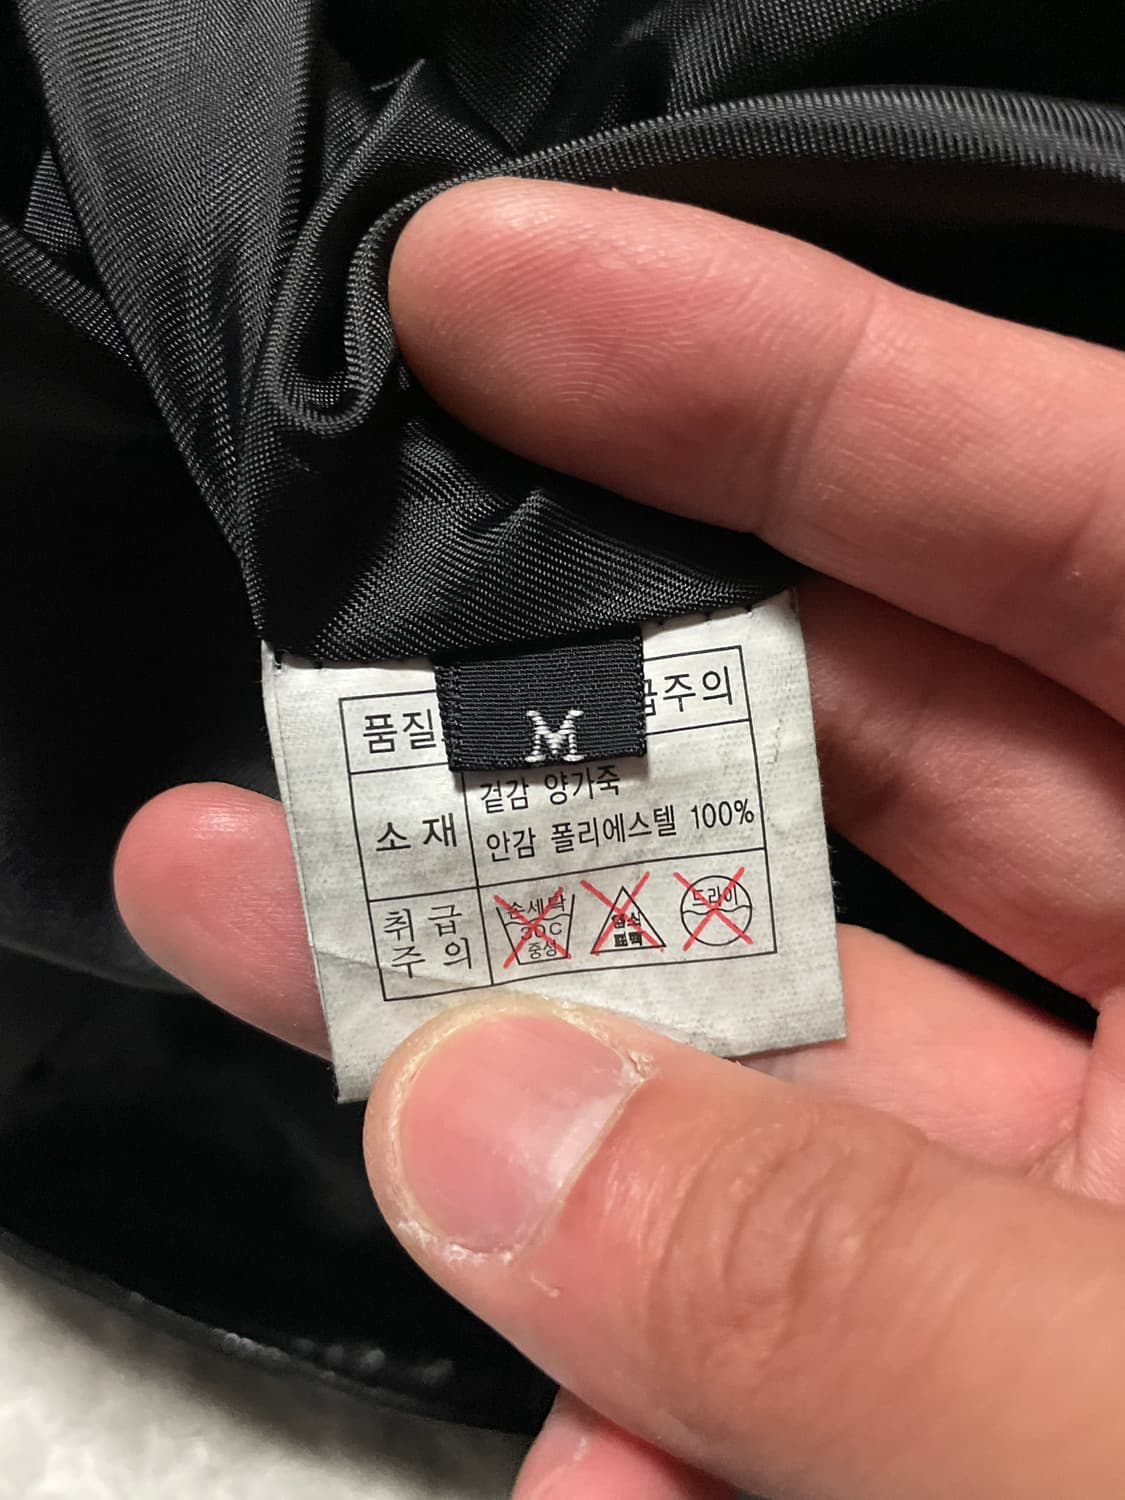 M
품질 급주의
소재
겉감 양가죽
안감 폴리에스텔 100%
취급
주의
손세탁
30C
중성
염소
표백
드라이